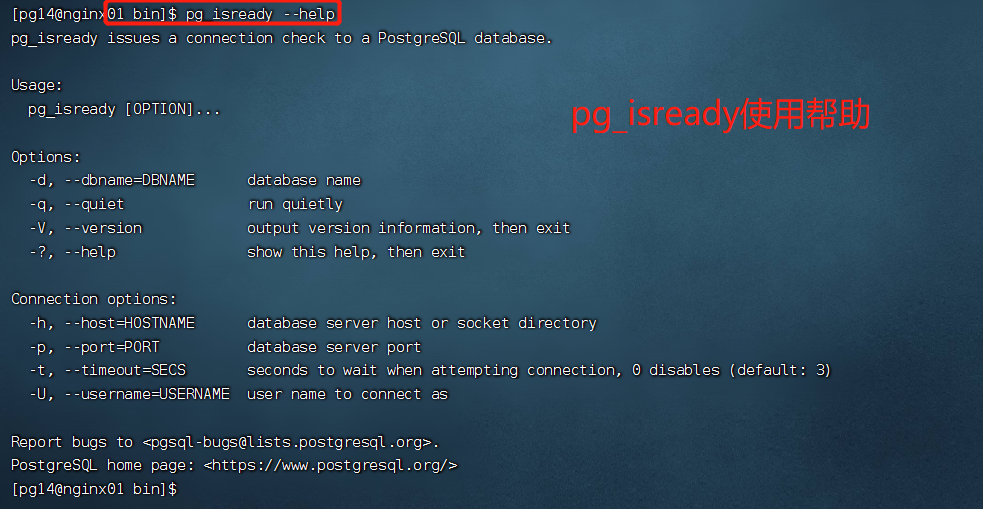 [pg14@nginx01 bin]$ pg_isready --help
pg_isready issues a connection check to a PostgreSQL database.
Usage:
pg_isready [OPTION]...
pg_isready使用帮助
Options:
-d, --dbname=DBNAME database name
-q, --quiet run quietly
-V, --version output version information, then exit
-?, --help show this help, then exit
Connection options:
-h, --host=HOSTNAME database server host or socket directory
-p, --port=PORT database server port
-t, --timeout=SECS seconds to wait when attempting connection, 0 disables (default: 3)
-U, --username=USERNAME user name to connect as
Report bugs to <pgsql-bugs@lists.postgresql.org>.
PostgreSQL home page: <https://www.postgresql.org/>
[pg14@nginx01 bin]$